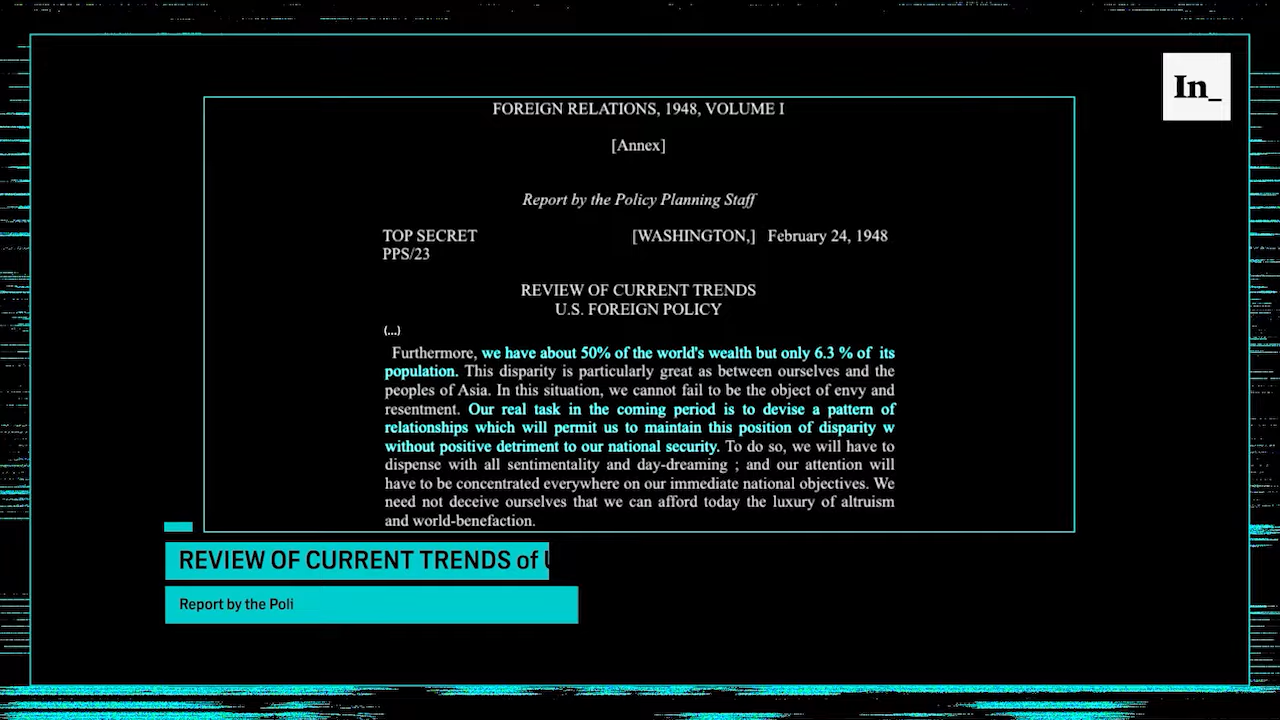 In_
FOREIGN RELATIONS, 1948, VOLUME I
[Annex]
Report by the Policy Planning Staff
TOP SECRET [WASHINGTON,] February 24, 1948
PPS/23
REVIEW OF CURRENT TRENDS
U.S. FOREIGN POLICY
(...)
Furthermore, we have about 50% of the world's wealth but only 6.3 % of its
population. This disparity is particularly great as between ourselves and the
peoples of Asia. In this situation, we cannot fail to be the object of envy and
resentment. Our real task in the coming period is to devise a pattern of
relationships which will permit us to maintain this position of disparity w
without positive detriment to our national security. To do so, we will have to
dispense with all sentimentality and day-dreaming ; and our attention will
have to be concentrated everywhere on our immediate national objectives. We
need not deceive ourselves that we can afford today the luxury of altruism
and world-benefaction.
REVIEW OF CURRENT TRENDS of U
Report by the Poli